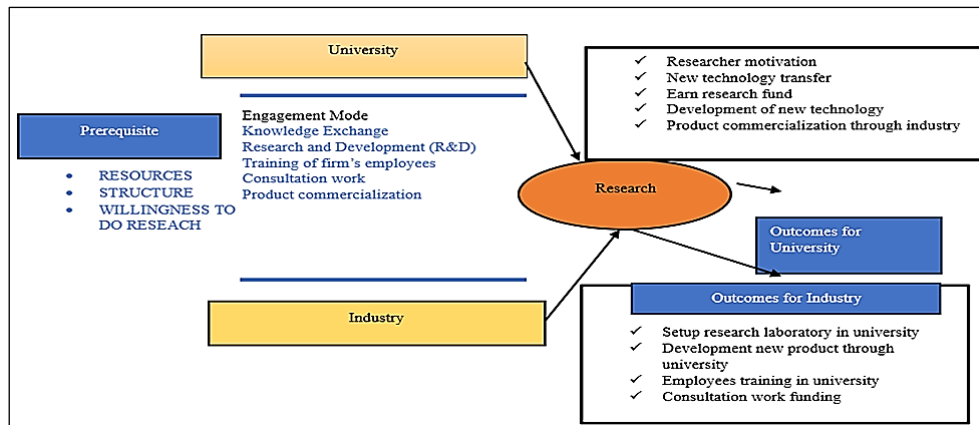 University
Prerequisite
RESOURCES
STRUCTURE
WILLINGNESS TO
DO RESEACH
Engagement Mode
Knowledge Exchange
Research and Development (R&D)
Training of firm's employees
Consultation work
Product commercialization
Industry
Research
Researcher motivation
New technology transfer
Earn research fund
Development of new technology
Product commercialization through industry
Outcomes for
University
Outcomes for Industry
Setup research laboratory in university
Development new product through
university
Employees training in university
Consultation work funding